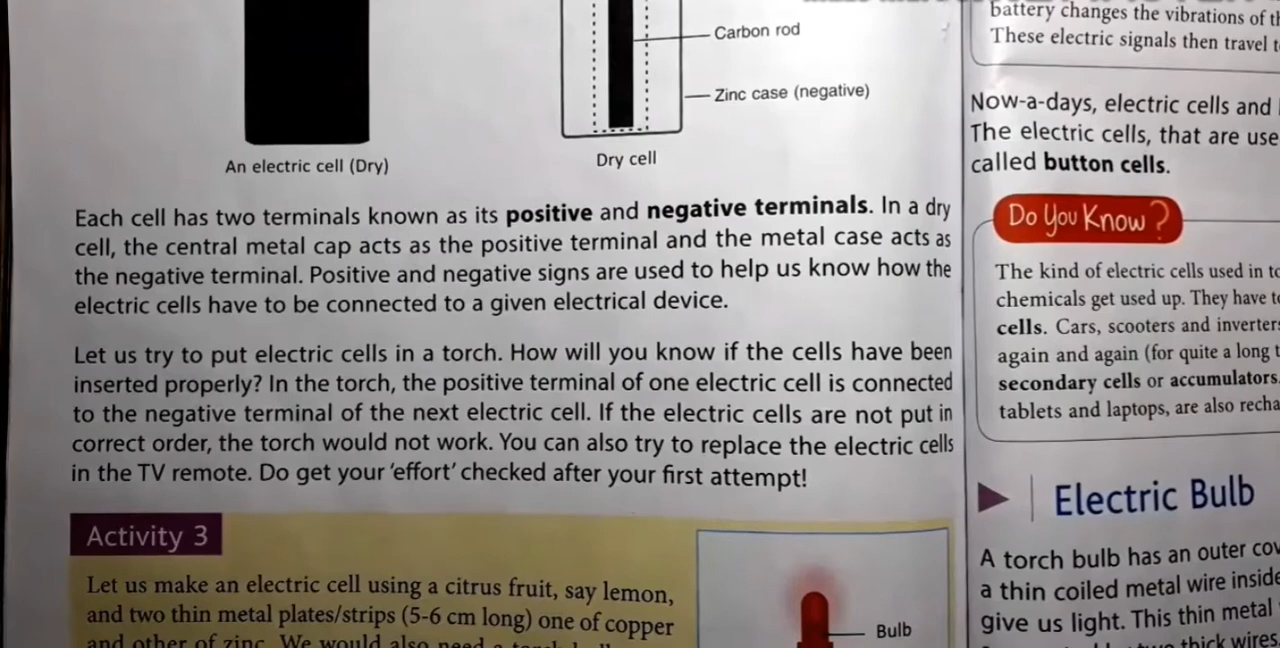 Carbon rod
Zinc case (negative)
An electric cell (Dry)
Dry cell
Each cell has two terminals known as its positive and negative terminals. In a dry
cell, the central metal cap acts as the positive terminal and the metal case acts as
the negative terminal. Positive and negative signs are used to help us know how the
electric cells have to be connected to a given electrical device.
Let us try to put electric cells in a torch. How will you know if the cells have been
inserted properly? In the torch, the positive terminal of one electric cell is connected
to the negative terminal of the next electric cell. If the electric cells are not put in
correct order, the torch would not work. You can also try to replace the electric cells
in the TV remote. Do get your 'effort' checked after your first attempt!
Activity 3
Let us make an electric cell using a citrus fruit, say lemon,
and two thin metal plates/strips (5-6 cm long) one of copper
and other of zinc. We would also need a
Bulb
battery changes the vibrations of
These electric signals then travel
Now-a-days, electric cells and
The electric cells, that are use
called button cells.
Do You Know?
The kind of electric cells used in
chemicals get used up. They have
cells. Cars, scooters and inverter
again and again (for quite a long
secondary cells or accumulators.
tablets and laptops, are also
Electric Bulb
A torch bulb has an outer
a thin coiled metal wire inside
give us light. This thin metal
thick wires